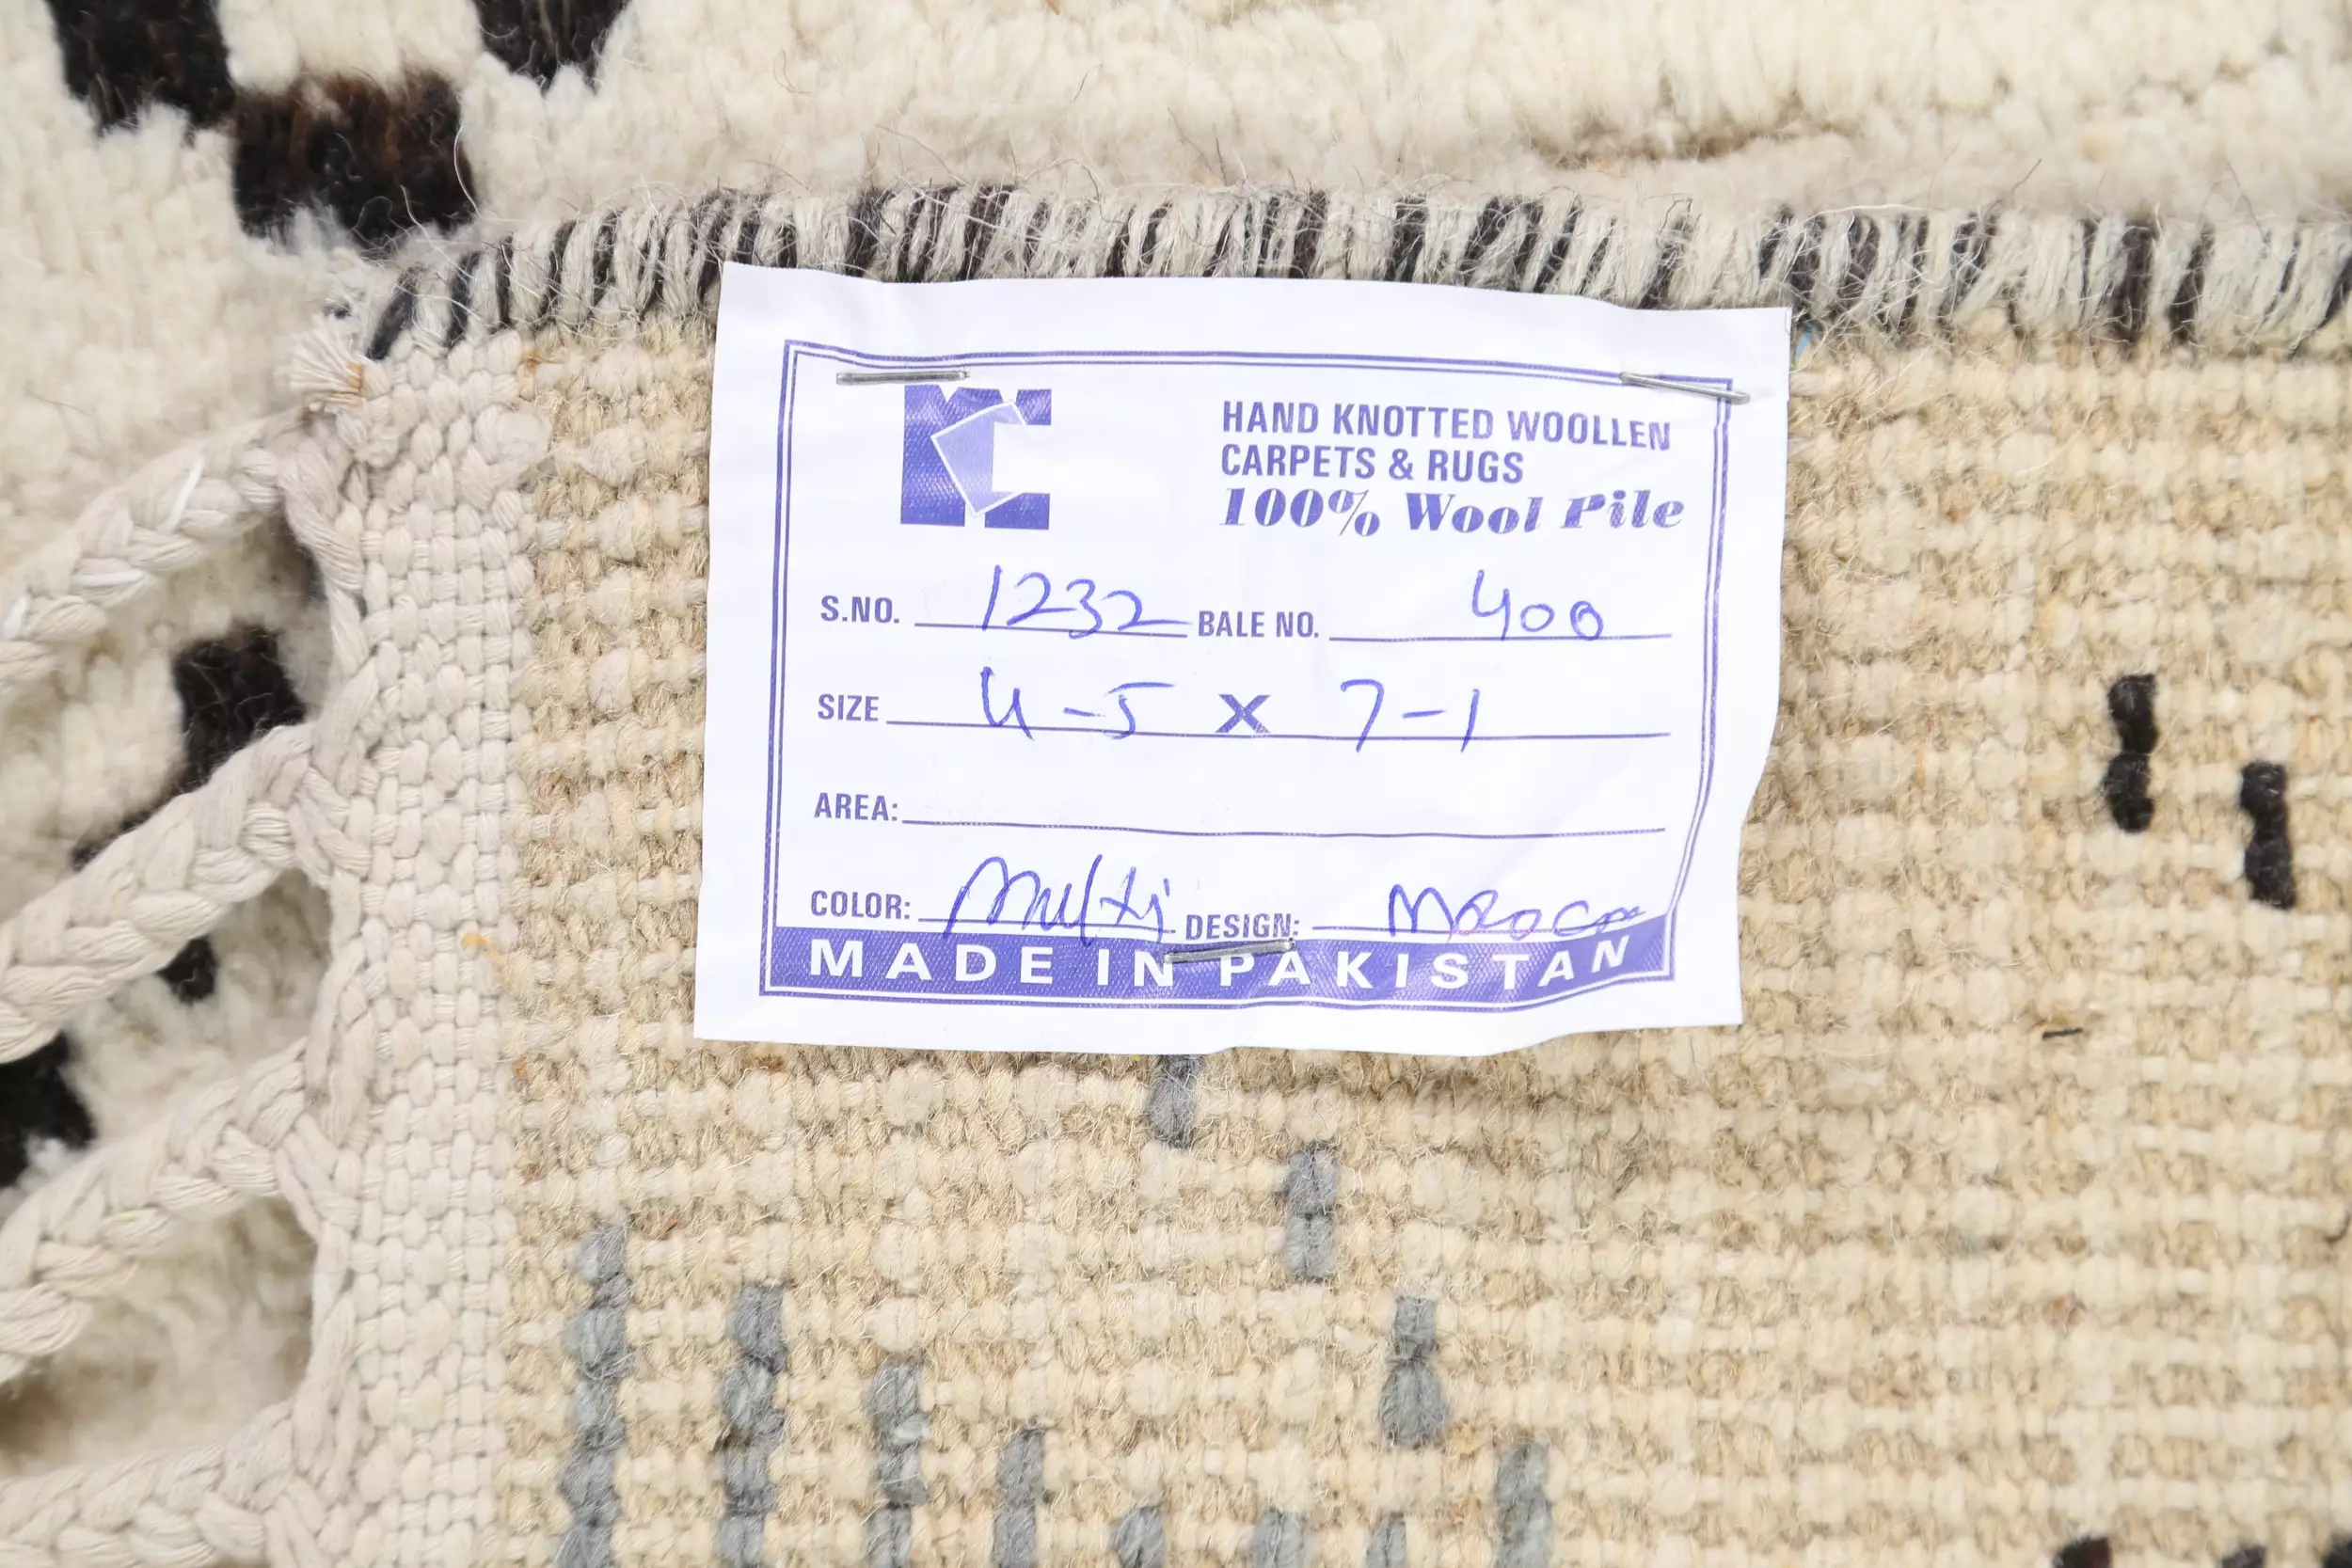 HAND KNOTTED WOOLLEN
CARPETS & RUGS
100% Wool Pile
S.NO. 1232 BALE NO. 400
SIZE 4-5 X 7-1
AREA:
COLOR: Multi DESIGN:
MADE IN PAKISTAN